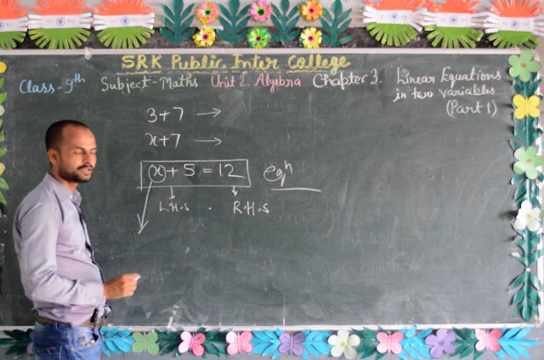 SRK Public Inter College
Class-9th Subject-Maths Unit 2. Algebra Chapter 3. Linear Equations
in two variables
(Part 1)
3+7 →
x+7 →
x+5 = 12 eqn
L.H.S . R.H.S